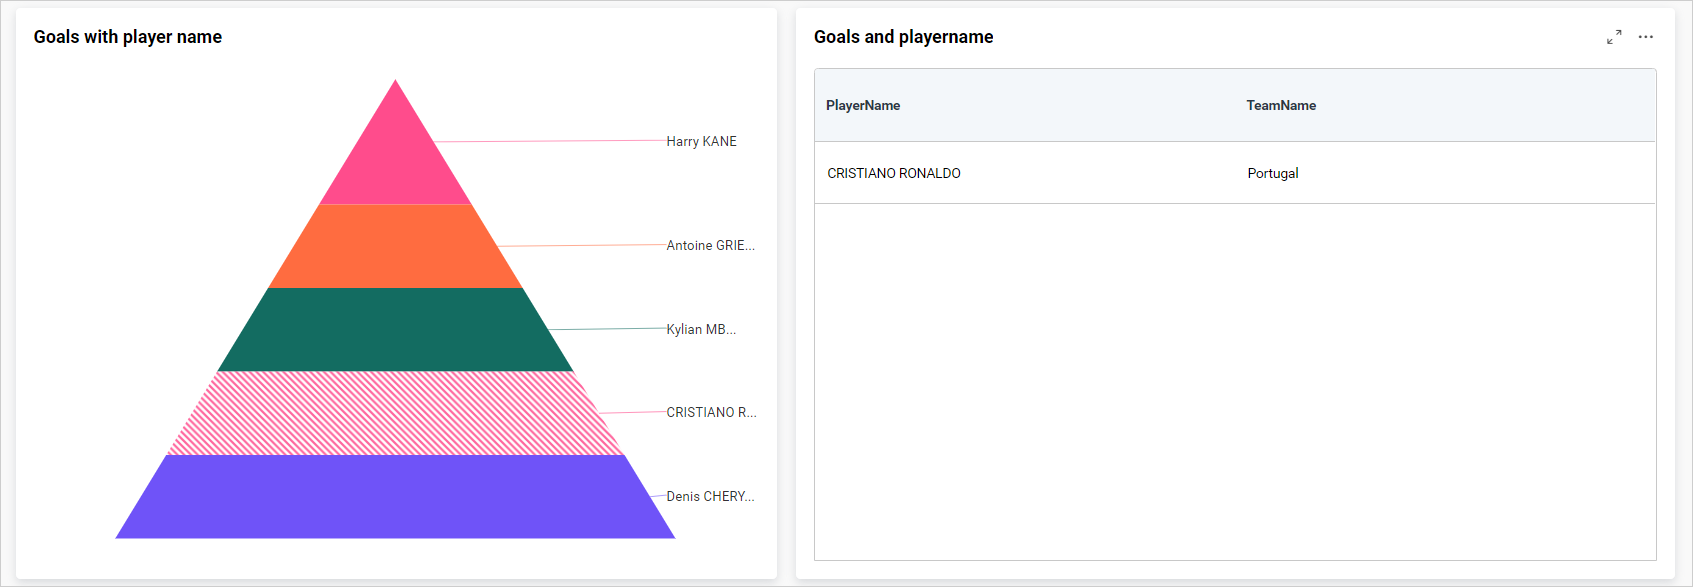 Goals with player name
Harry KANE
Antoine GRIE...
Kylian MB...
CRISTIANO R...
Denis CHERY...
Goals and playername
PlayerName TeamName
CRISTIANO RONALDO Portugal